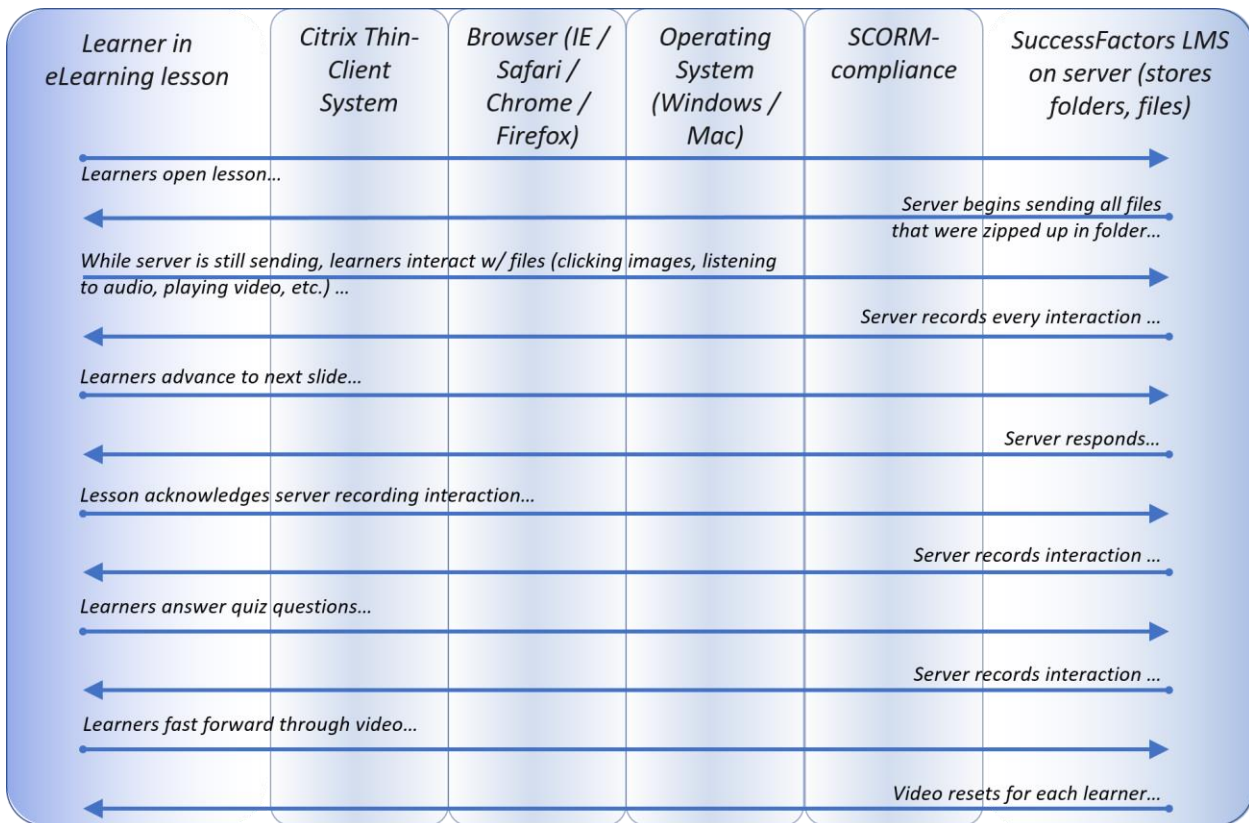 Learner in
eLearning lesson
Citrix Thin-
Client
System
Browser (IE /
Safari /
Chrome /
Firefox)
Operating
System
(Windows /
Mac)
SCORM-
compliance
SuccessFactors LMS
on server (stores
folders, files)
Learners open lesson…
Server begins sending all files
that were zipped up in folder…
While server is still sending, learners interact w/ files (clicking images, listening
to audio, playing video, etc.) …
Server records every interaction …
Learners advance to next slide…
Server responds…
Lesson acknowledges server recording interaction…
Server records interaction …
Learners answer quiz questions…
Server records interaction …
Learners fast forward through video…
Video resets for each learner…